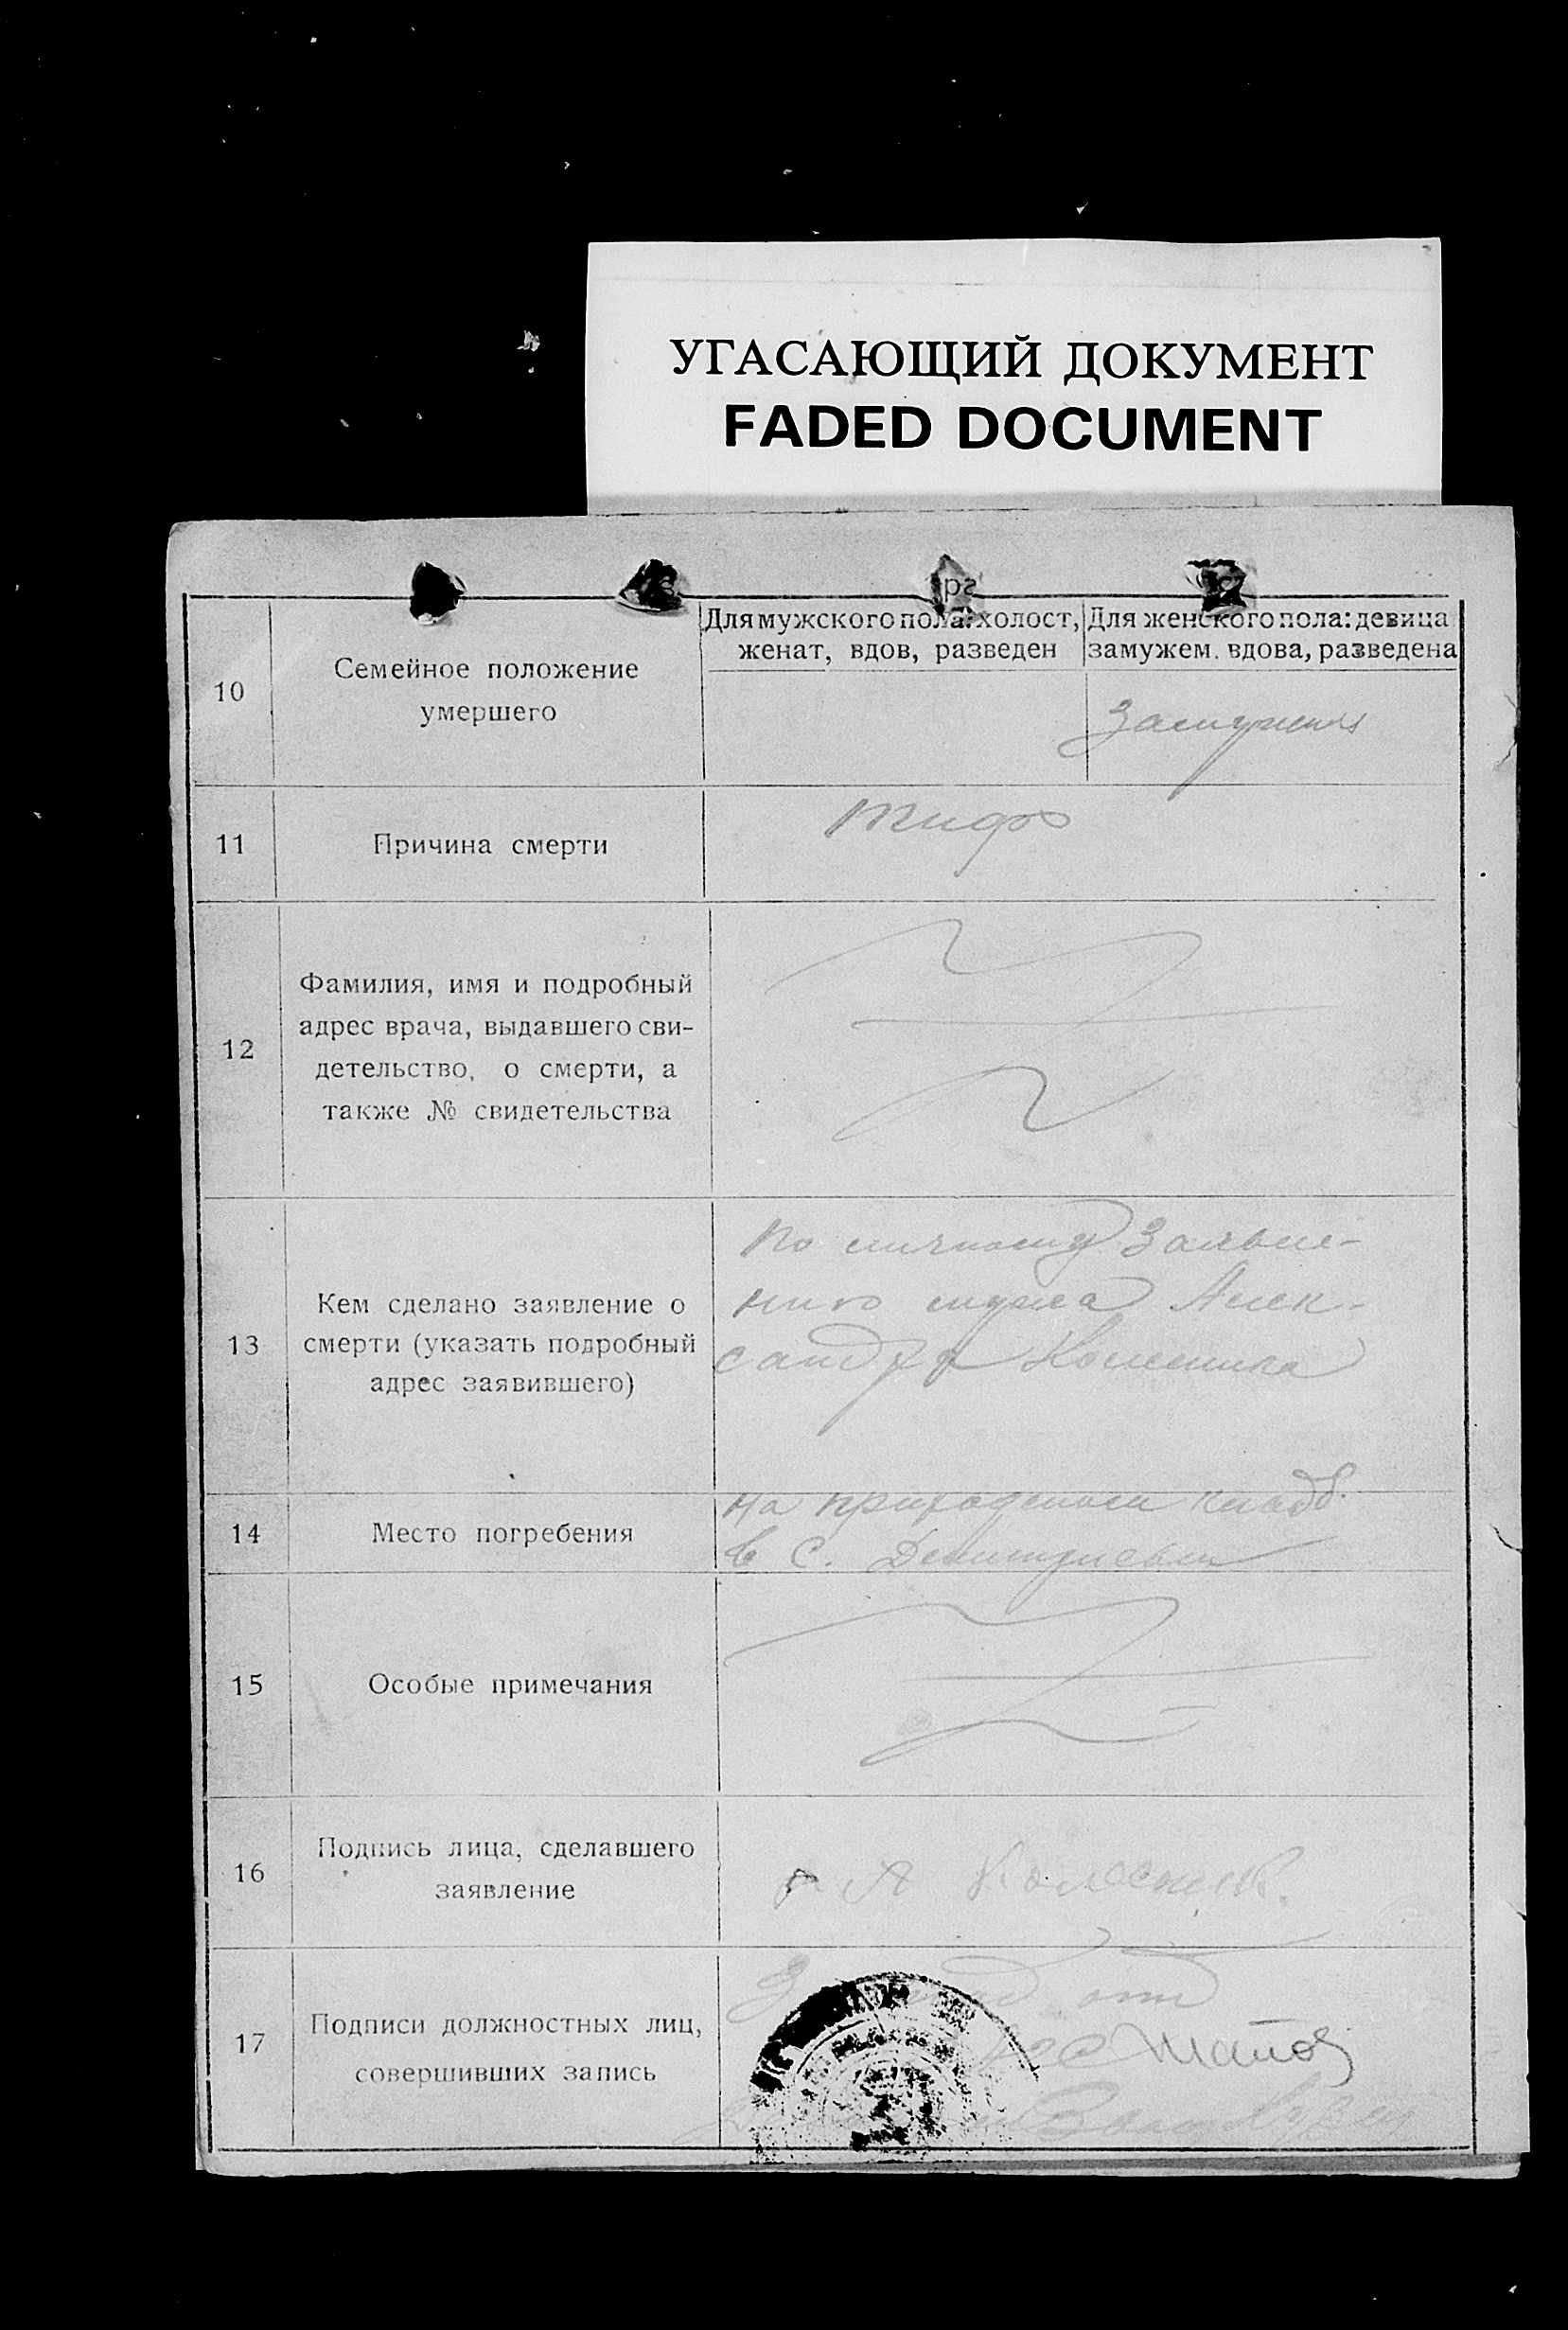 УГАСАЮЩИЙ ДОКУМЕНТ
FADED DOCUMENT
10
Семейное положение
умершего
Для мужского пола: холост,
женат, вдов, разведен
Для женского пола: девица
замужем. вдова, разведена
замужняя
11
Причина смерти
тиф
12
Фамилия, имя и подробный
адрес врача, выдавшего сви-
детельство, о смерти, а
также № свидетельства
13
Кем сделано заявление о
смерти (указать подробный
адрес заявившего)
По личному заявле-
нию мужа Алек-
сандра
14
Место погребения
на приходском кладб.
в с.
15
Особые примечания
16
Подпись лица, сделавшего
заявление
А Колесник.
17
Подписи должностных лиц,
совершивших запись